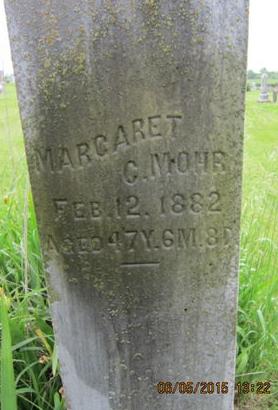 MARGARET
C. MOHR
FEB. 12. 1882
AGED 47Y. 6M. 8D
06/05/2015 13:22